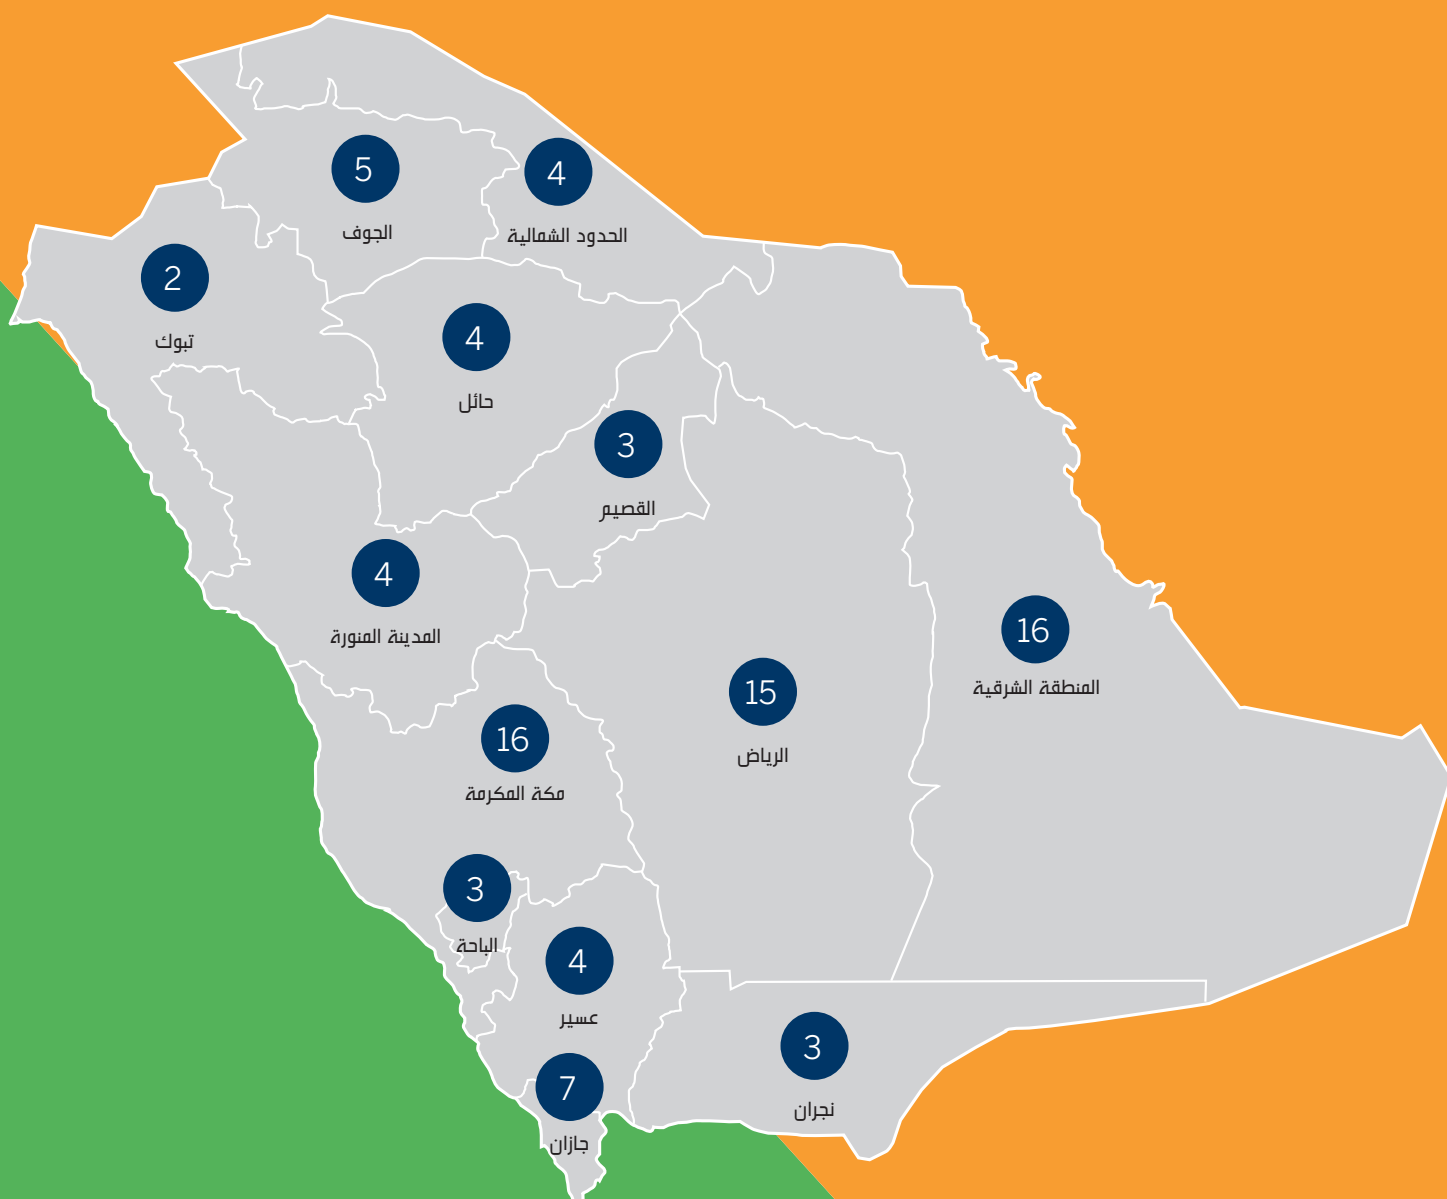 5
الجوف
4
الحدود الشمالية
2
تبوك
4
حائل
3
القصيم
4
المدينة المنورة
16
المنطقة الشرقية
15
الرياض
16
مكة المكرمة
3
الباحة
4
عسير
3
نجران
7
جازان